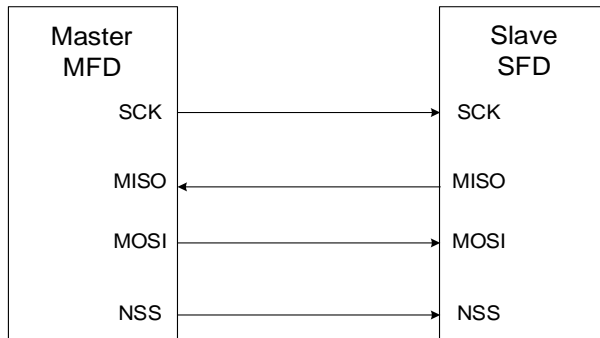 Master
MFD
SCK
MISO
MOSI
NSS
Slave
SFD
SCK
MISO
MOSI
NSS